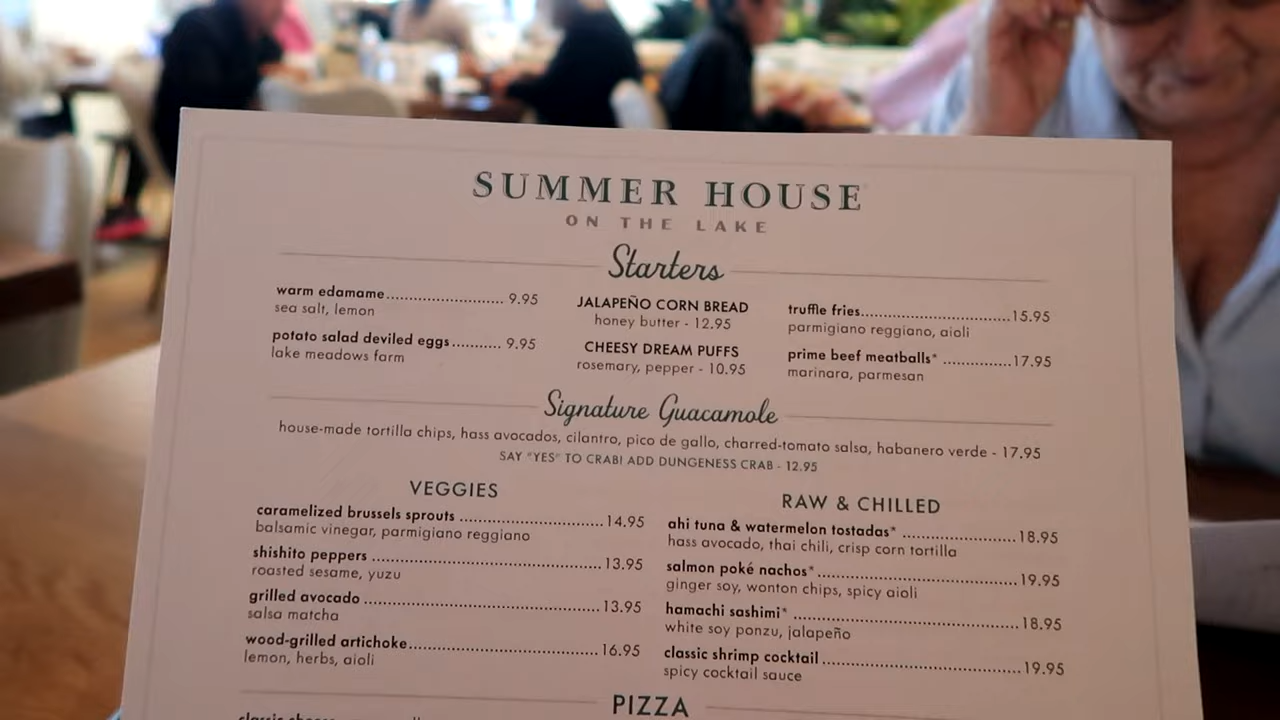 SUMMER HOUSE
ON THE LAKE
Starters
warm edamame 9.95
sea salt, lemon
potato salad deviled eggs 9.95
lake meadows farm
JALAPEÑO CORN BREAD
honey butter - 12.95
CHEESY DREAM PUFFS
rosemary, pepper - 10.95
truffle fries 15.95
parmigiano reggiano, aioli
prime beef meatballs* 17.95
marinara, parmesan
Signature Guacamole
house-made tortilla chips, hass avocados, cilantro, pico de gallo, charred-tomato salsa, habanero verde - 17.95
SAY "YES" TO CRAB! ADD DUNGENESS CRAB - 12.95
VEGGIES
caramelized brussels sprouts 14.95
balsamic vinegar, parmigiano reggiano
shishito peppers 13.95
roasted sesame, yuzu
grilled avocado 13.95
salsa matcha
wood-grilled artichoke 16.95
lemon, herbs, aioli
RAW & CHILLED
ahi tuna & watermelon tostadas* 18.95
hass avocado, thai chili, crisp corn tortilla
salmon poké nachos* 19.95
ginger soy, wonton chips, spicy aioli
hamachi sashimi* 18.95
white soy ponzu, jalapeño
classic shrimp cocktail 19.95
spicy cocktail sauce
PIZZA